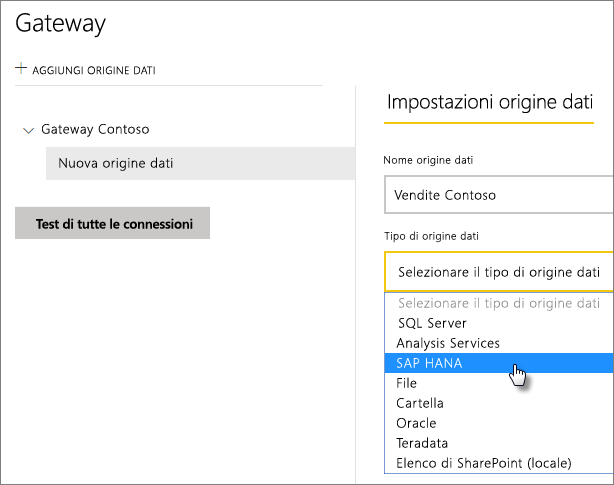 Gateway
+ AGGIUNGI ORIGINE DATI
Gateway Contoso
Nuova origine dati
Test di tutte le connessioni
Impostazioni origine dati
Nome origine dati
Vendite Contoso
Tipo di origine dati
Selezionare il tipo di origine dati
Selezionare il tipo di origine dati
SQL Server
Analysis Services
SAP HANA
File
Cartella
Oracle
Teradata
Elenco di SharePoint (locale)